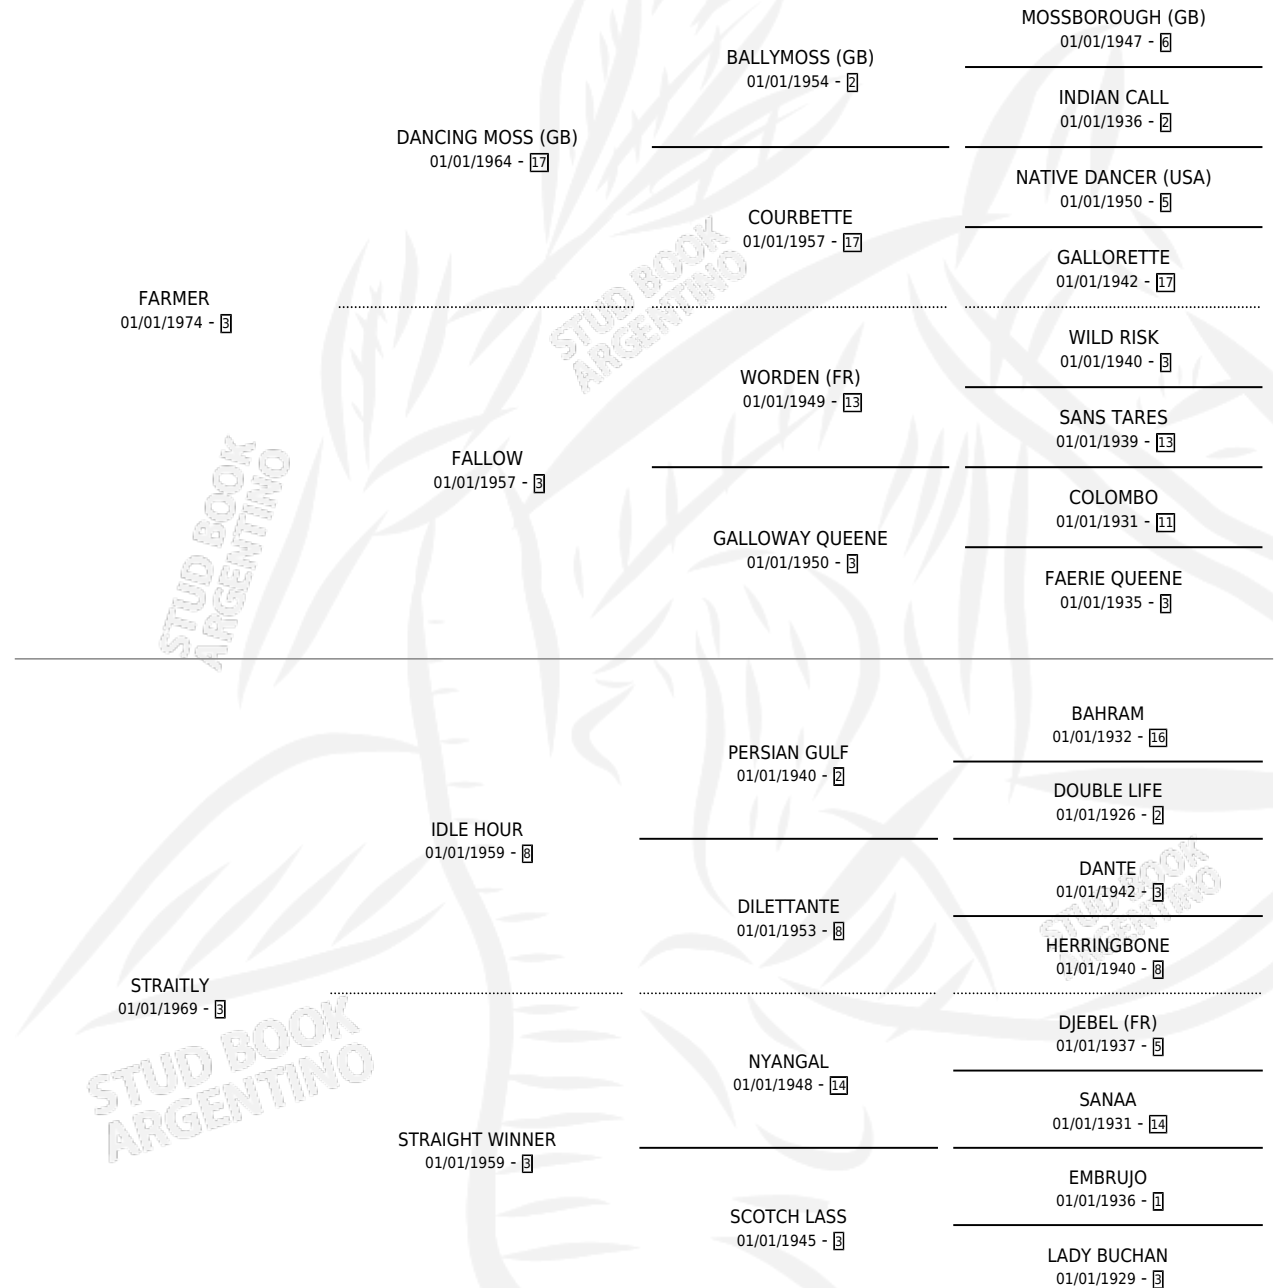 MOSSBOROUGH (GB)
01/01/1947 - 6
BALLYMOSS (GB)
01/01/1954 - 2
INDIAN CALL
01/01/1936 - 2
DANCING MOSS (GB)
01/01/1964 - 17
NATIVE DANCER (USA)
01/01/1950 - 5
COURBETTE
01/01/1957 - 17
GALLORETTE
01/01/1942 - 17
FARMER
01/01/1974 - 3
WILD RISK
01/01/1940 - 3
WORDEN (FR)
01/01/1949 - 13
SANS TARES
01/01/1939 - 13
FALLOW
01/01/1957 - 3
COLOMBO
01/01/1931 - 11
GALLOWAY QUEENE
01/01/1950 - 3
FAERIE QUEENE
01/01/1935 - 3
BAHRAM
01/01/1932 - 16
PERSIAN GULF
01/01/1940 - 2
DOUBLE LIFE
01/01/1926 - 2
IDLE HOUR
01/01/1959 - 8
DANTE
01/01/1942 - 3
DILETTANTE
01/01/1953 - 8
HERRINGBONE
01/01/1940 - 8
STRAITLY
01/01/1969 - 3
DJEBEL (FR)
01/01/1937 - 5
NYANGAL
01/01/1948 - 14
SANAA
01/01/1931 - 14
STRAIGHT WINNER
01/01/1959 - 3
EMBRUJO
01/01/1936 - 1
SCOTCH LASS
01/01/1945 - 3
LADY BUCHAN
01/01/1929 - 3
STUD BOOK
ARGENTINO
STUD BOOK
ARGENTINO
STUD BOOK
ARGENTINO
STUD BOOK
ARGENTINO